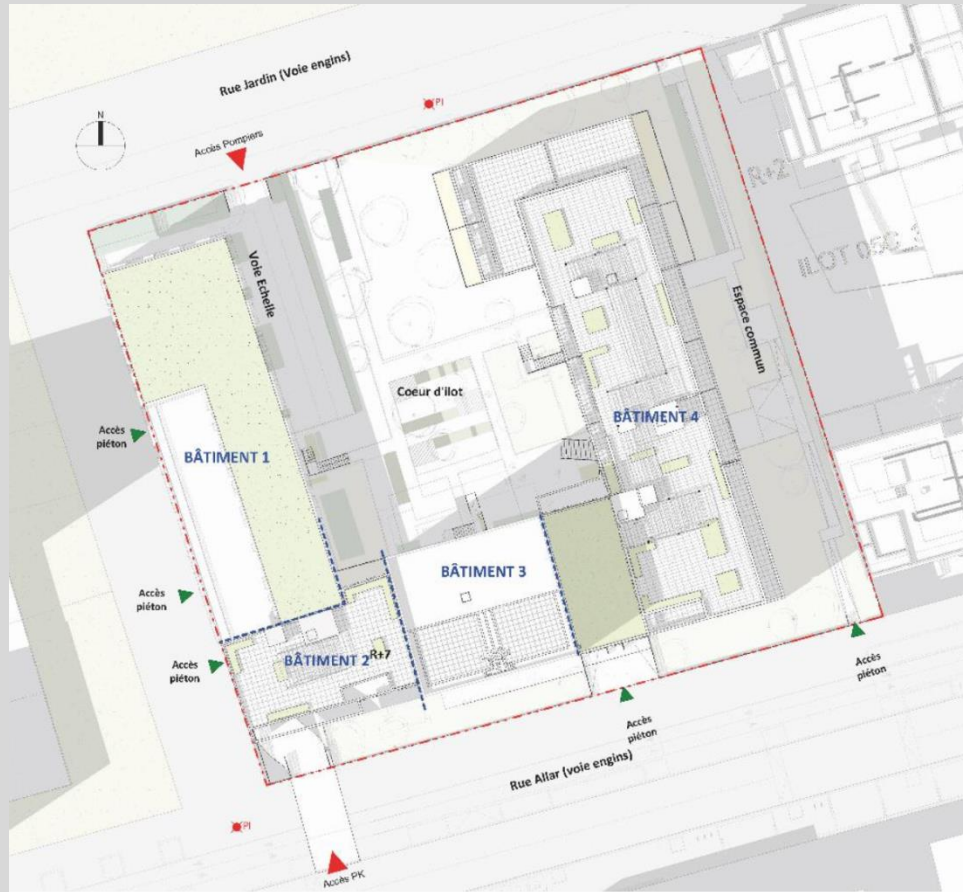 Rue Jardin (Voie engins)
PI
N
Accès Pompiers
R+2
ILOT 05C
Voie Echelle
Espace commun
Coeur d'ilot
BÂTIMENT 4
Accès
piéton
BÂTIMENT 1
BÂTIMENT 3
Accès
piéton
Accès
piéton
BÂTIMENT 2
R+7
Accès
piéton
Accès
piéton
Rue Allar (voie engins)
PI
Accès PK